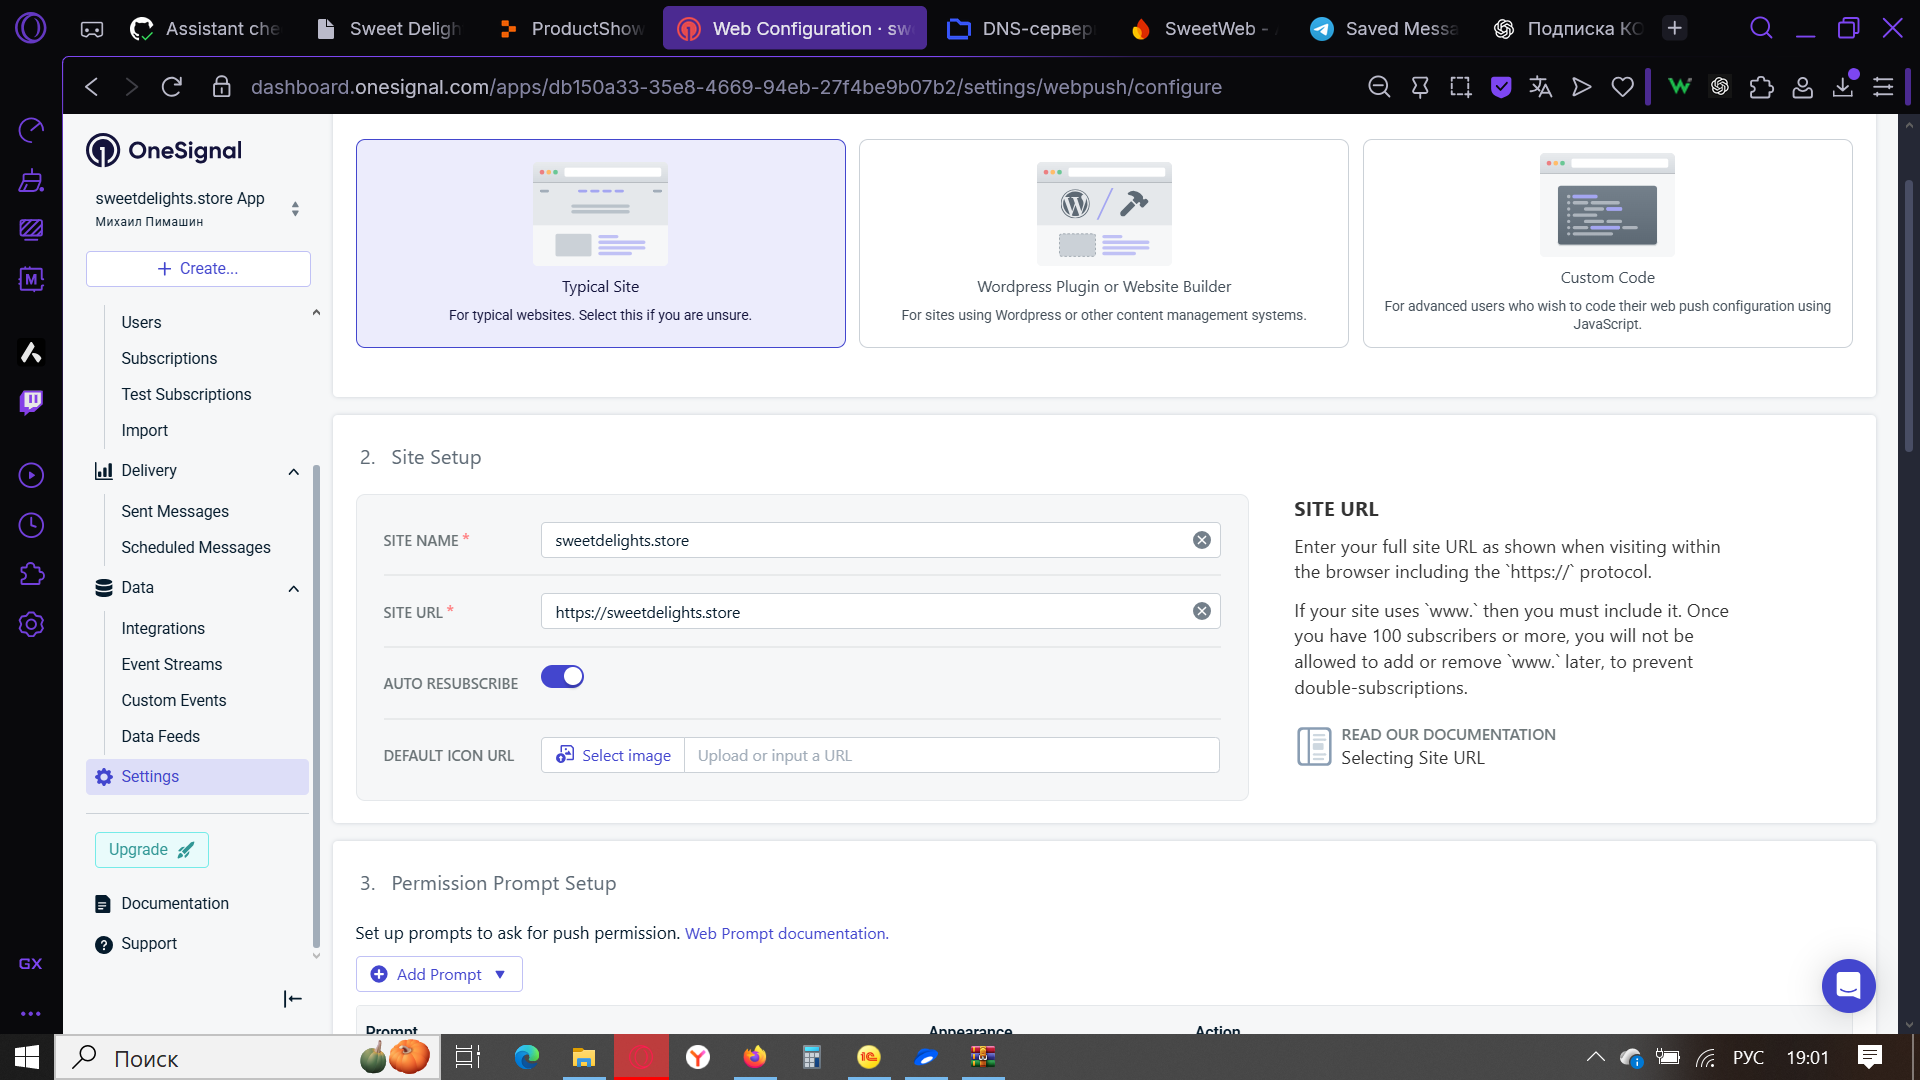 Assistant che
Sweet Deligh
ProductShow
Web Configuration · sw
DNS-сервер
SweetWeb -
Saved Messa
Подписка КО
dashboard.onesignal.com/apps/db150a33-35e8-4669-94eb-27f4be9b07b2/settings/webpush/configure
OneSignal
sweetdelights.store App
Михаил Пимашин
+ Create...
Users
Subscriptions
Test Subscriptions
Import
Delivery
Sent Messages
Scheduled Messages
Data
Integrations
Event Streams
Custom Events
Data Feeds
Settings
Upgrade
Documentation
Support
GX
Typical Site
For typical websites. Select this if you are unsure.
Wordpress Plugin or Website Builder
For sites using Wordpress or other content management systems.
Custom Code
For advanced users who wish to code their web push configuration using
JavaScript.
2. Site Setup
SITE NAME *
sweetdelights.store
SITE URL *
https://sweetdelights.store
AUTO RESUBSCRIBE
DEFAULT ICON URL
Select image
Upload or input a URL
SITE URL
Enter your full site URL as shown when visiting within
the browser including the `https://` protocol.
If your site uses `www.` then you must include it. Once
you have 100 subscribers or more, you will not be
allowed to add or remove `www.` later, to prevent
double-subscriptions.
READ OUR DOCUMENTATION
Selecting Site URL
3. Permission Prompt Setup
Set up prompts to ask for push permission. Web Prompt documentation.
Add Prompt
Prompt
Appearance
Action
Поиск
РУС
19:01